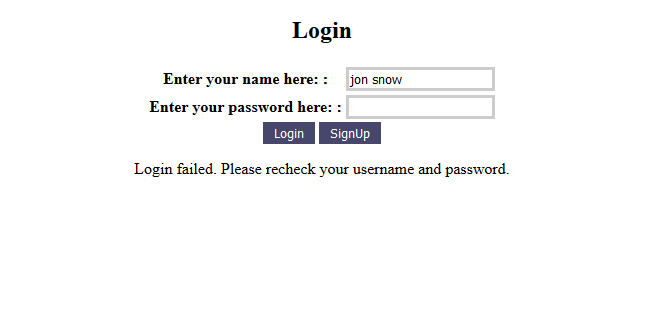 Login
Enter your name here: : jon snow
Enter your password here: :
Login SignUp
Login failed. Please recheck your username and password.